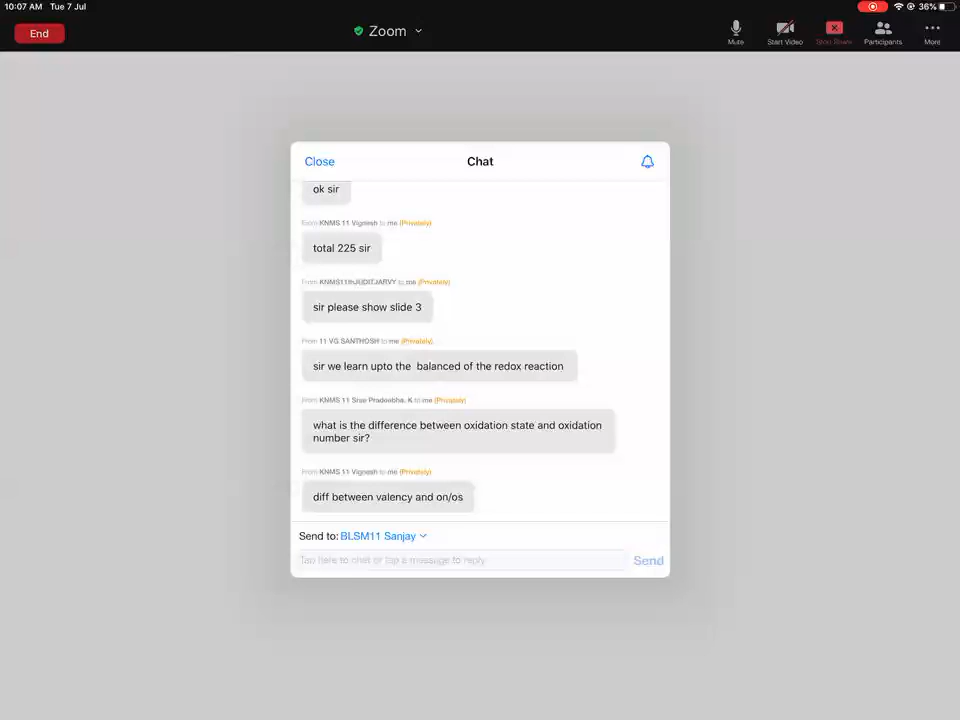 10:07 AM Tue 7 Jul
36%
End
Zoom
Mute
Start Video
Stop Share
Participants
More
Close
Chat
ok sir
From KNMS 11 Vignesh to me (Privately)
total 225 sir
From KNMS11thJUDITJARVY to me (Privately)
sir please show slide 3
From 11 VG SANTHOSH to me (Privately)
sir we learn upto the balanced of the redox reaction
From KNMS 11 Sree Pradeebha. K to me (Privately)
what is the difference between oxidation state and oxidation
number sir?
From KNMS 11 Vignesh to me (Privately)
diff between valency and on/os
Send to: BLSM11 Sanjay
Tap here to chat or tap a message to reply
Send